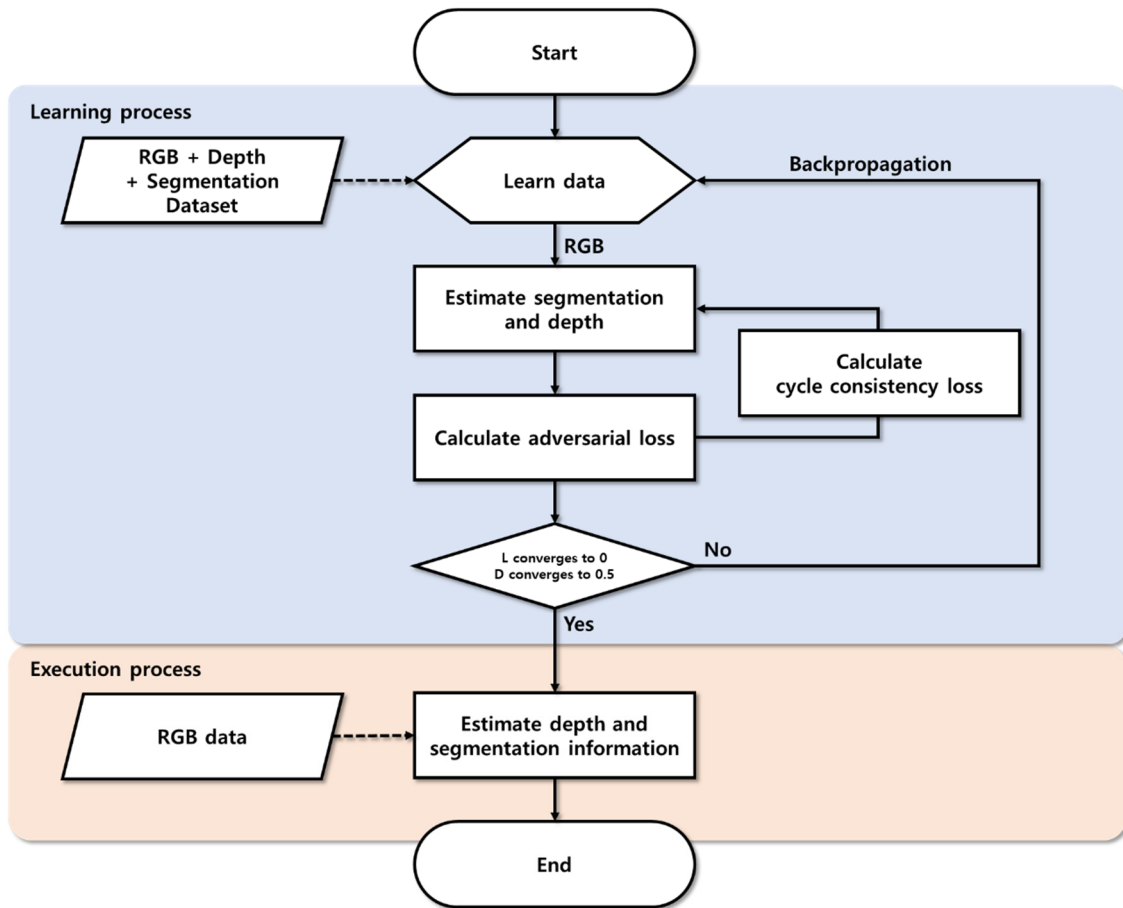 Start
Learning process
RGB + Depth
+ Segmentation
Dataset
Learn data
Backpropagation
RGB
Estimate segmentation
and depth
Calculate
cycle consistency loss
Calculate adversarial loss
L converges to 0
D converges to 0.5
No
Yes
Execution process
RGB data
Estimate depth and
segmentation information
End